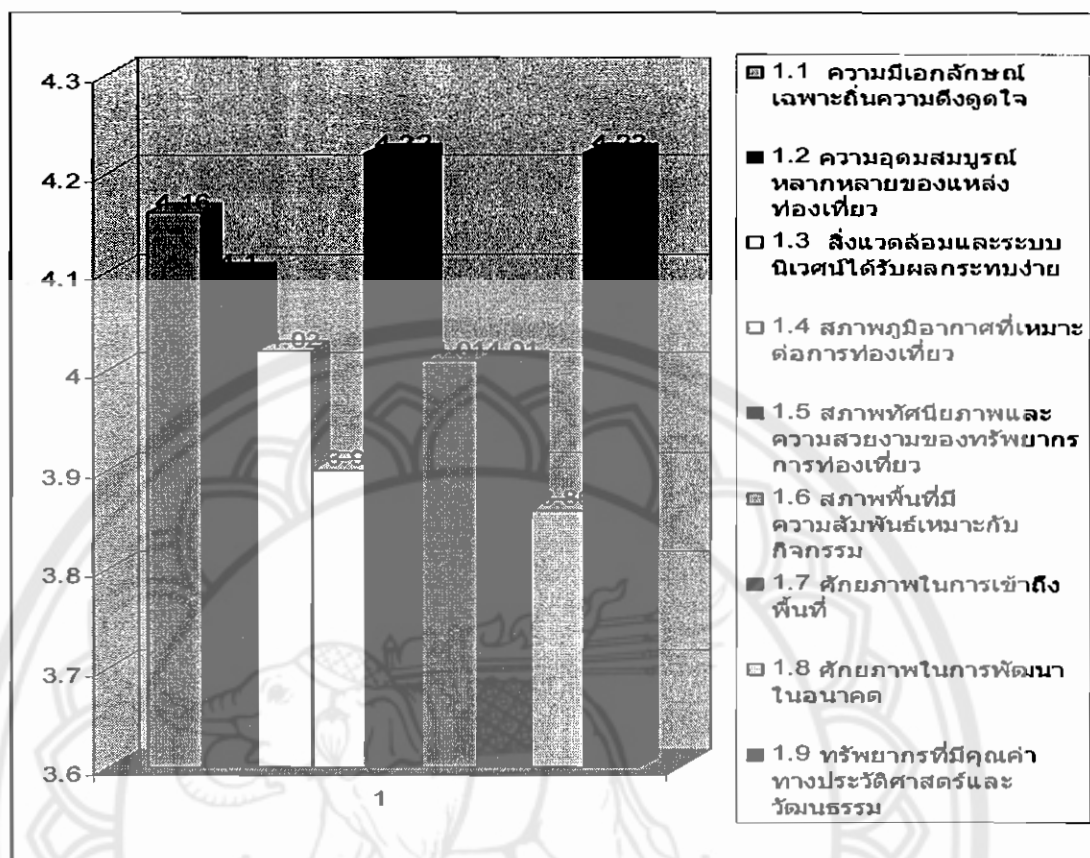 4.3
4.2
4.1
4
3.9
3.8
3.7
3.6
4.16
4.22
4.22
1
1.1 ความมีเอกลักษณ์
เฉพาะถิ่นความดึงดูดใจ
1.2 ความอุดมสมบูรณ์
หลากหลายของแหล่ง
ท่องเที่ยว
1.3 สิ่งแวดล้อมและระบบ
นิเวศน์ได้รับผลกระทบง่าย
1.4 สภาพภูมิอากาศที่เหมาะ
ต่อการท่องเที่ยว
1.5 สภาพทัศนียภาพและ
ความสวยงามของทรัพยากร
การท่องเที่ยว
1.6 สภาพพื้นที่มี
ความสัมพันธ์เหมาะกับ
กิจกรรม
1.7 ศักยภาพในการเข้าถึง
พื้นที่
1.8 ศักยภาพในการพัฒนา
ในอนาคต
1.9 ทรัพยากรที่มีคุณค่า
ทางประวัติศาสตร์และ
วัฒนธรรม